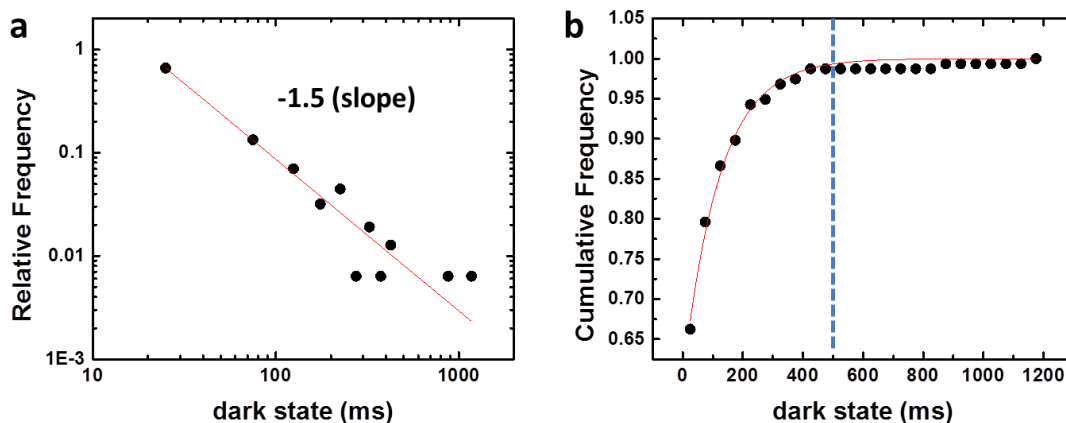 a
Relative Frequency
1
0.1
0.01
1E-3
-1.5 (slope)
10
100
1000
dark state (ms)
b
Cumulative Frequency
1.05
1.00
0.95
0.90
0.85
0.80
0.75
0.70
0.65
0
200
400
600
800
1000
1200
dark state (ms)